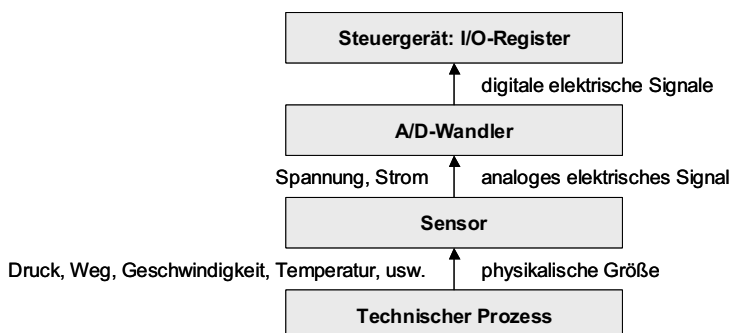 Steuergerät: I/O-Register
digitale elektrische Signale
A/D-Wandler
Spannung, Strom analoges elektrisches Signal
Sensor
Druck, Weg, Geschwindigkeit, Temperatur, usw. physikalische Größe
Technischer Prozess